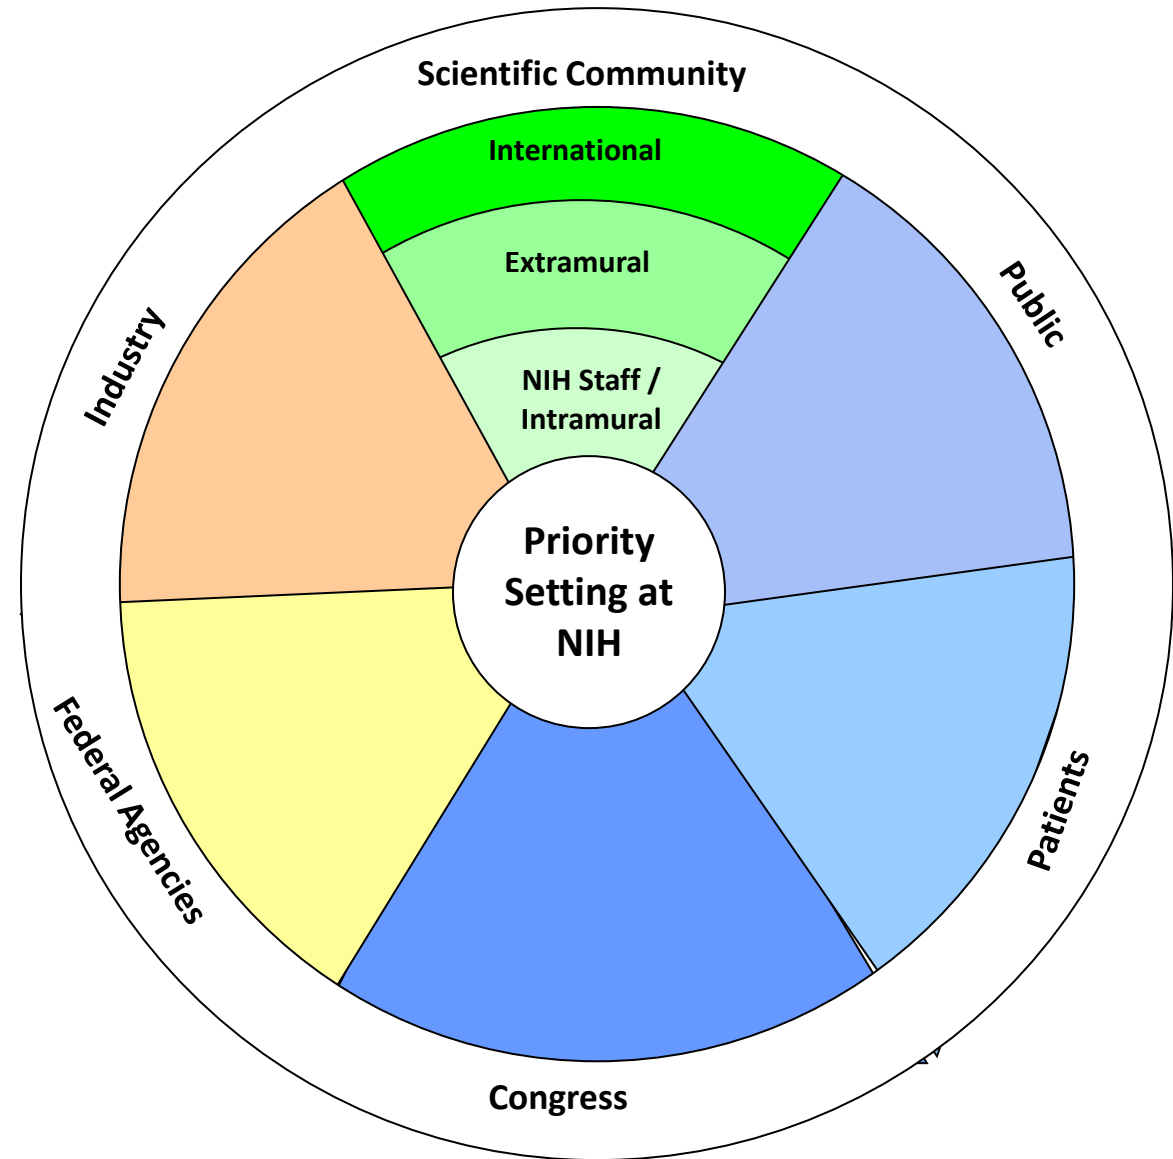 Scientific Community
International
Extramural
NIH Staff /
Intramural
Public
Industry
Priority
Setting at
NIH
Federal Agencies
Patients
Congress